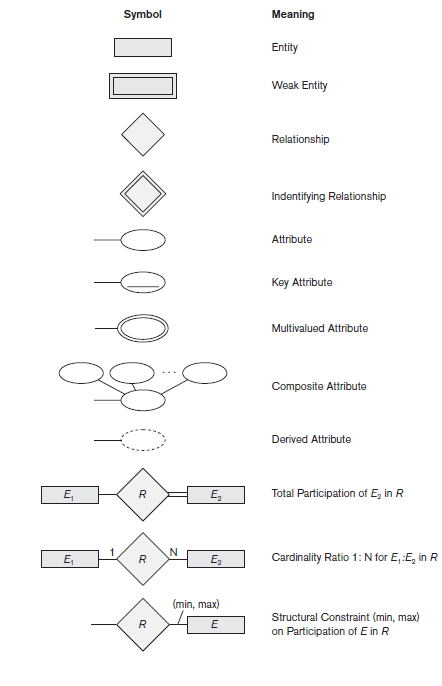 Symbol Meaning
Entity
Weak Entity
Relationship
Indentifying Relationship
Attribute
Key Attribute
Multivalued Attribute
...
Composite Attribute
Derived Attribute
E₁ R E₂ Total Participation of E₂ in R
E₁ 1 R N E₂ Cardinality Ratio 1: N for E₁:E₂ in R
(min, max)
R E Structural Constraint (min, max)
on Participation of E in R